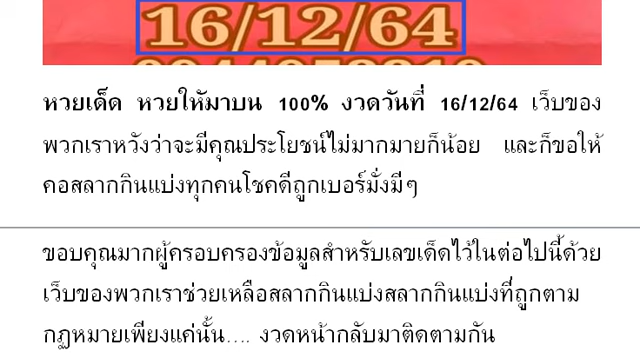 16/12/64
หวยเด็ด หวยให้มาบน 100% งวดวันที่ 16/12/64 เว็บของ
พวกเราหวังว่าจะมีคุณประโยชน์ไม่มากมายก็น้อย และก็ขอให้
คอสลากกินแบ่งทุกคนโชคดีถูกเบอร์มั่งมีๆ
ขอบคุณมากผู้ครอบครองข้อมูลสำหรับเลขเด็ดไว้ในต่อไปนี้ด้วย
เว็บของพวกเราช่วยเหลือสลากกินแบ่งสลากกินแบ่งที่ถูกตาม
กฎหมายเพียงแค่นั้น.... งวดหน้ากลับมาติดตามกัน